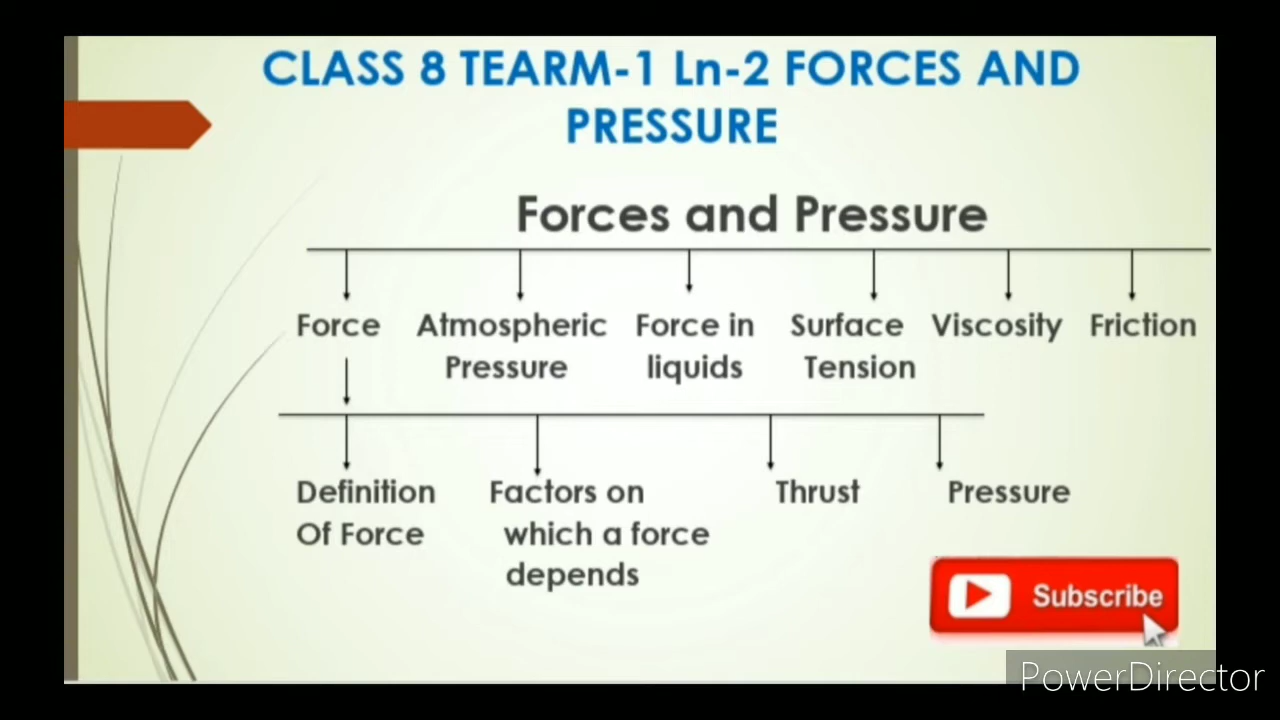 CLASS 8 TEARM-1 Ln-2 FORCES AND
PRESSURE
Forces and Pressure
Force Atmospheric Force in Surface Viscosity Friction
Pressure liquids Tension
Definition Factors on Thrust Pressure
Of Force which a force
depends
Subscribe
PowerDirector